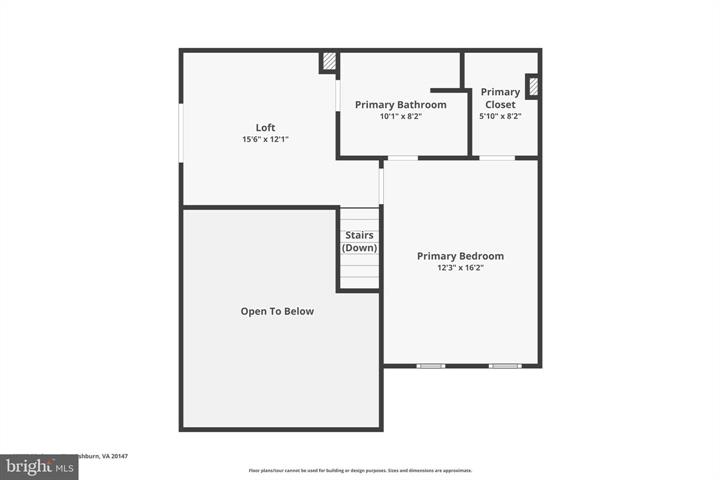 Primary Bathroom
10'1" x 8'2"
Primary
Closet
5'10" x 8'2"
Loft
15'6" x 12'1"
Stairs
(Down)
Primary Bedroom
12'3" x 16'2"
Open To Below
VA 20147
Floor plans/tour cannot be used for building or design purposes. Sizes and dimensions are approximate.
bright MLS